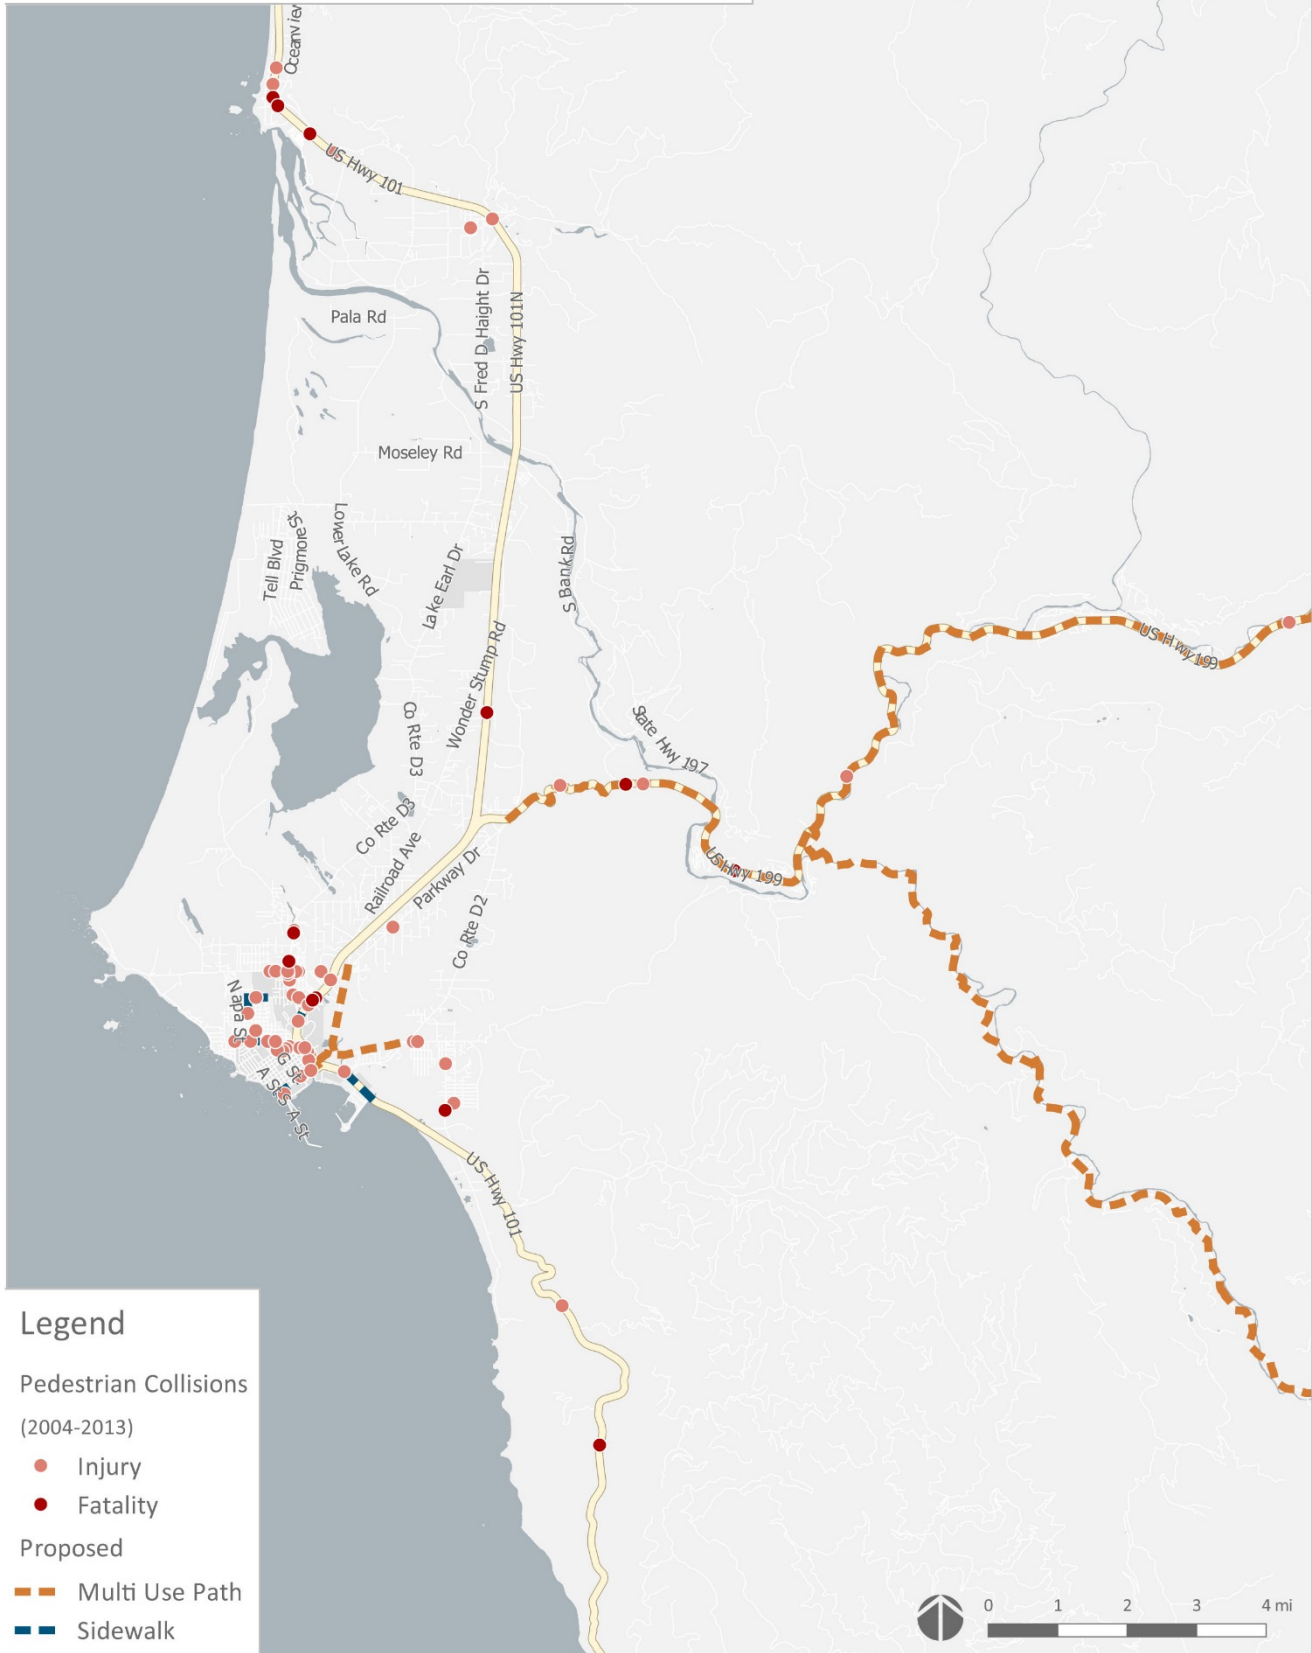 Oceanview
US Hwy 101
Pala Rd
S Fred D Haight Dr
US Hwy 101N
Moseley Rd
Tell Blvd
Prigmore St
Lower Lake Rd
Lake Earl Dr
S Bank Rd
US Hwy 199
Wonder Stump Rd
Co Rte D3
State Hwy 197
Co Rte D3
Railroad Ave
Parkway Dr
US Hwy 199
Co Rte D2
Napa St
G St
A St
S A St
US Hwy 101
Legend
Pedestrian Collisions
(2004-2013)
Injury
Fatality
Proposed
Multi Use Path
Sidewalk
0 1 2 3 4 mi